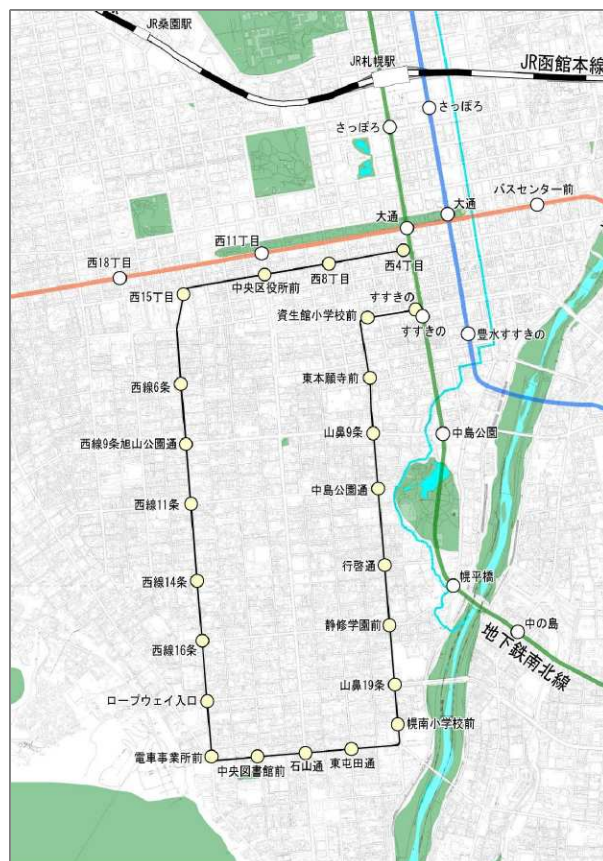 JR桑園駅
JR札幌駅
JR函館本線
さっぽろ
さっぽろ
バスセンター前
大通
大通
西11丁目
西18丁目
西4丁目
西8丁目
中央区役所前
西15丁目
すすきの
資生館小学校前
すすきの
豊水すすきの
東本願寺前
西線6条
山鼻9条
中島公園
西線9条旭山公園通
中島公園通
西線11条
行啓通
西線14条
幌平橋
静修学園前
中の島
西線16条
地下鉄南北線
山鼻19条
ロープウェイ入口
幌南小学校前
電車事業所前
中央図書館前
石山通
東屯田通